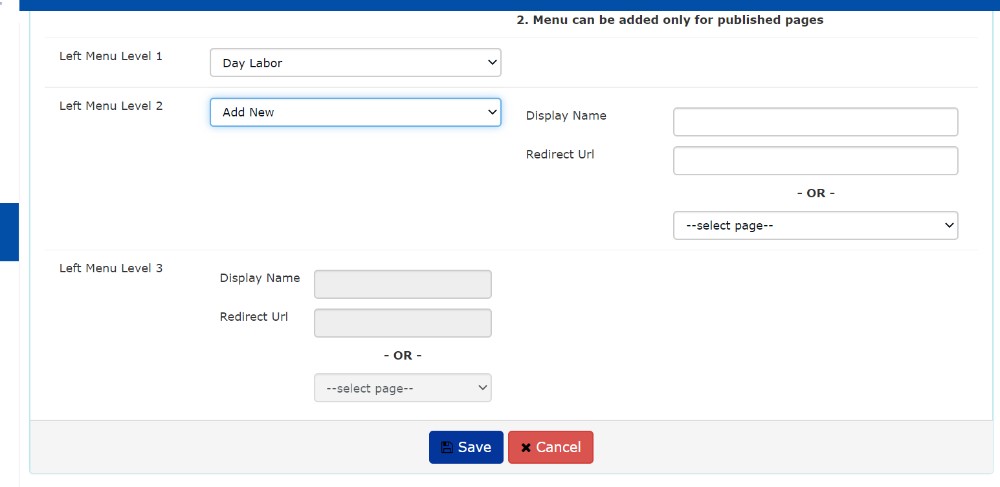 2. Menu can be added only for published pages
Left Menu Level 1
Day Labor
Left Menu Level 2
Add New
Display Name
Redirect Url
- OR -
--select page--
Left Menu Level 3
Display Name
Redirect Url
- OR -
--select page--
Save
Cancel